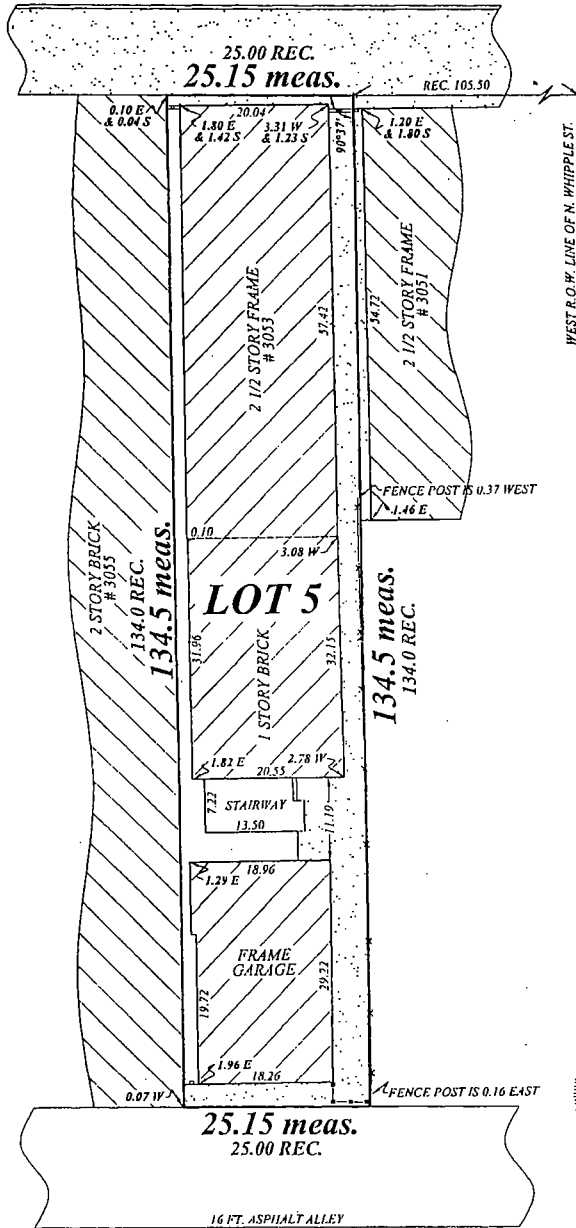 25.00 REC.
25.15 meas.
REC. 105.50
0.10 E
& 0.04 S
20.04
1.80 E
& 1.42 S
3.31 W
& 1.23 S
90°37'
1.20 E
& 1.80 S
WEST R.O.W. LINE OF N. WHIPPLE ST.
2 1/2 STORY FRAME
# 3053
57.42
54.72
2 1/2 STORY FRAME
# 3051
FENCE POST IS 0.37 WEST
1.46 E
2 STORY BRICK
# 3055
134.0 REC.
134.5 meas.
0.10
3.08 W
LOT 5
31.96
1 STORY BRICK
32.15
134.5 meas.
134.0 REC.
1.82 E
20.55
2.78 W
7.22
STAIRWAY
13.50
11.19
18.96
1.29 E
FRAME
GARAGE
19.72
29.22
1.96 E
18.26
0.07 W
FENCE POST IS 0.16 EAST
25.15 meas.
25.00 REC.
16 FT. ASPHALT ALLEY